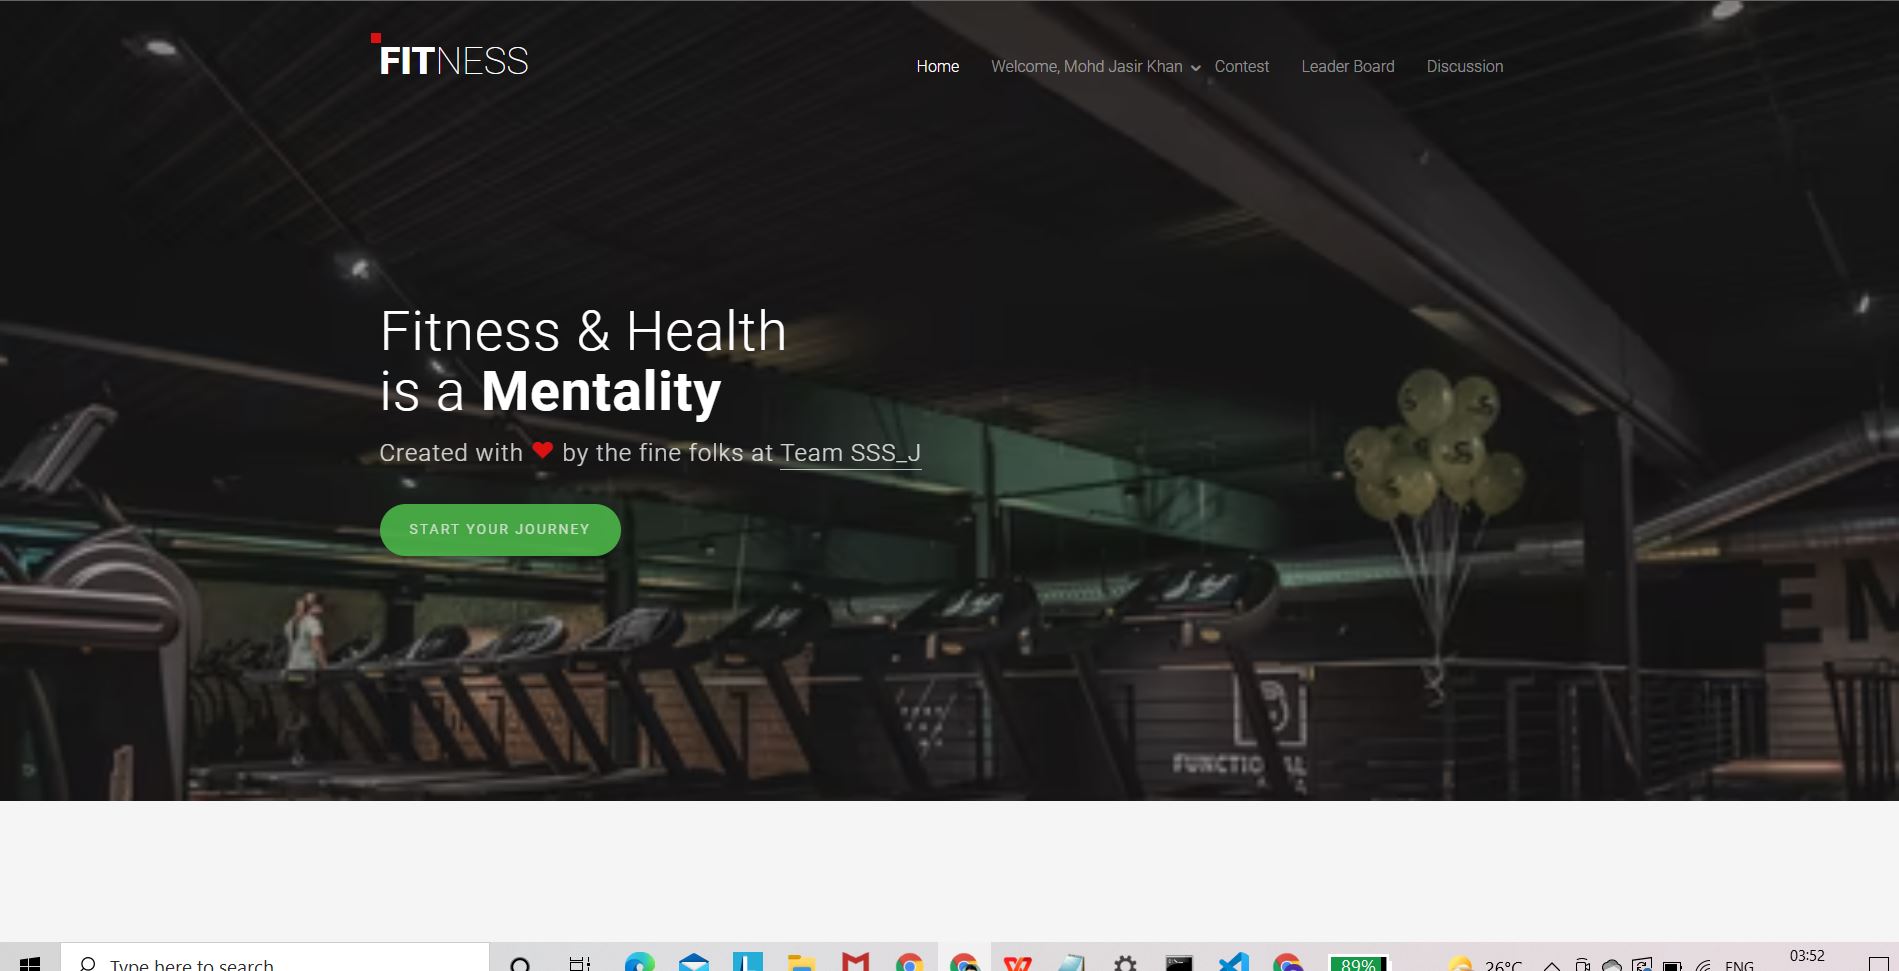 FITNESS
Home Welcome, Mohd Jasir Khan Contest Leader Board Discussion
Fitness & Health
is a Mentality
Created with ❤ by the fine folks at Team SSS_J
START YOUR JOURNEY
FUNCTIO
Type here to search
89%
26°C
ENG
03:52